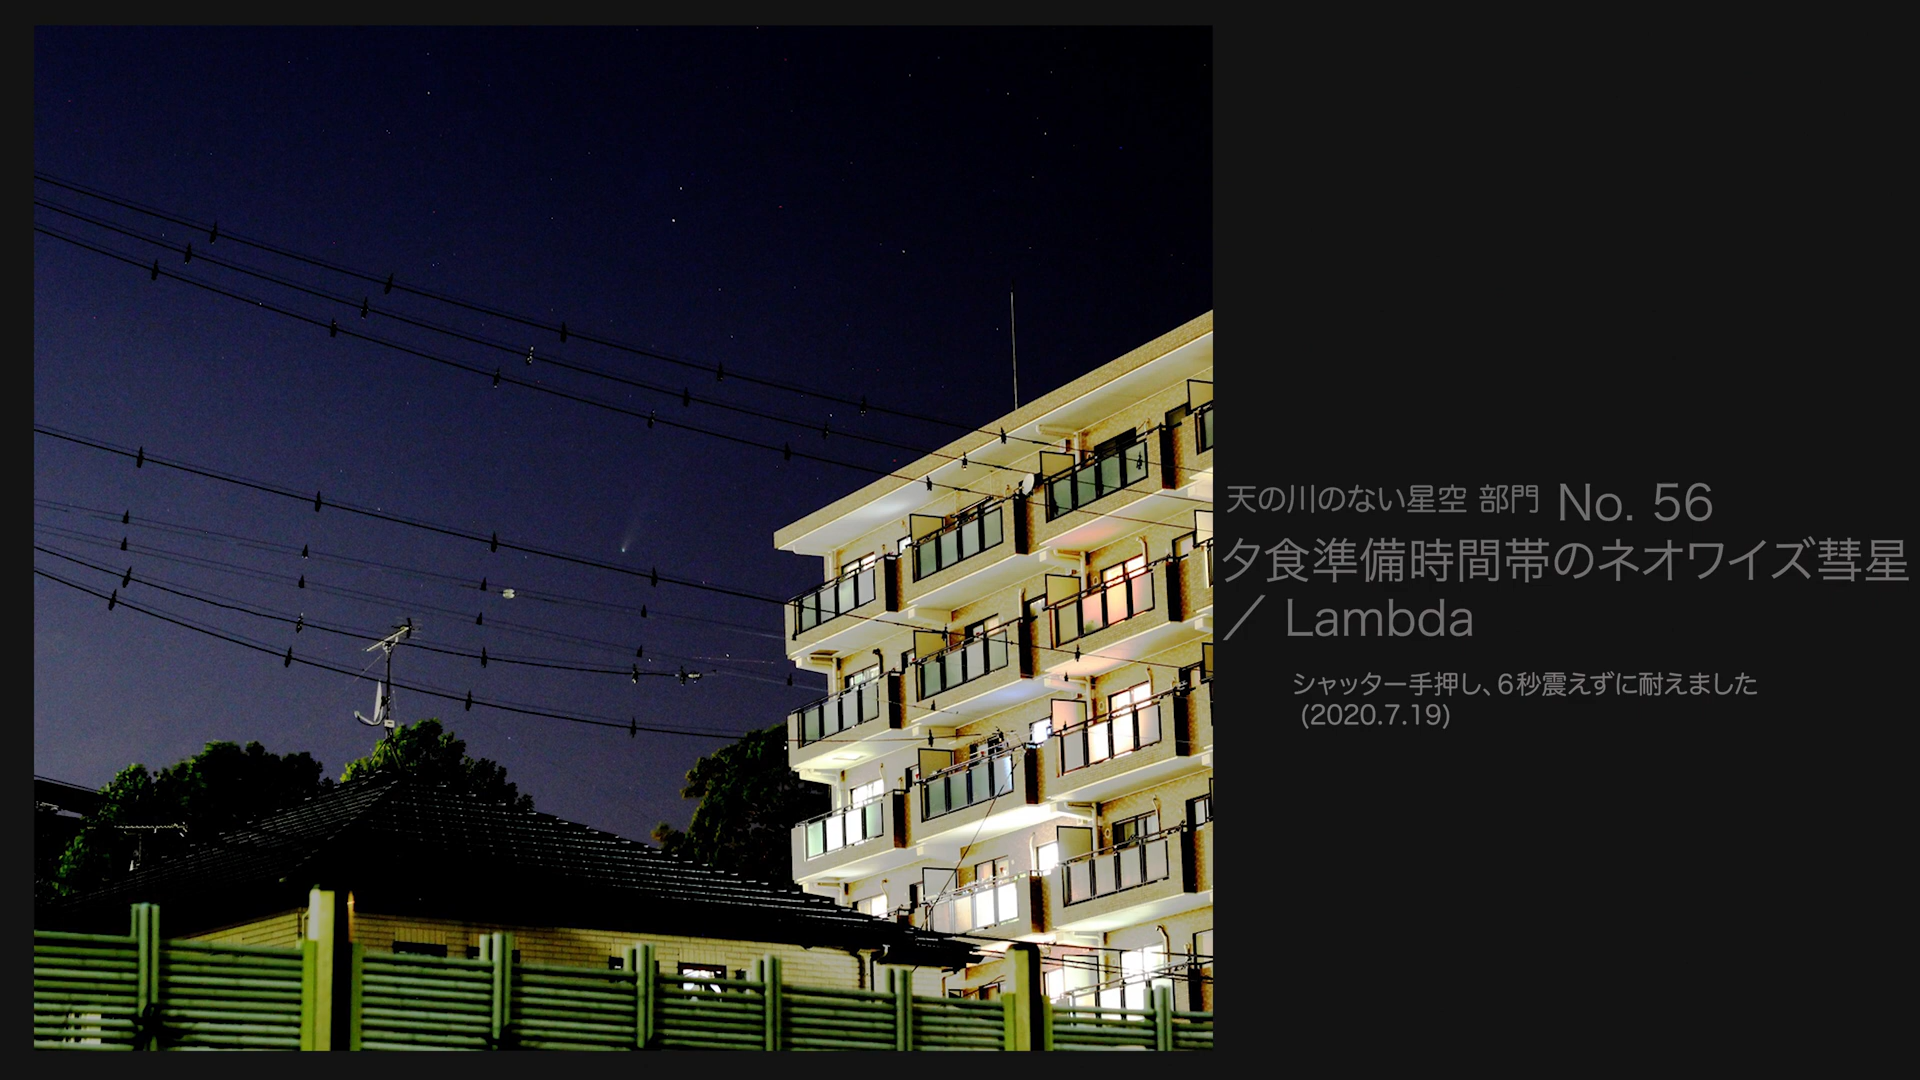 天の川のない星空 部門 No. 56
夕食準備時間帯のネオワイズ彗星
／ Lambda
シャッター手押し、6秒震えずに耐えました
(2020.7.19)